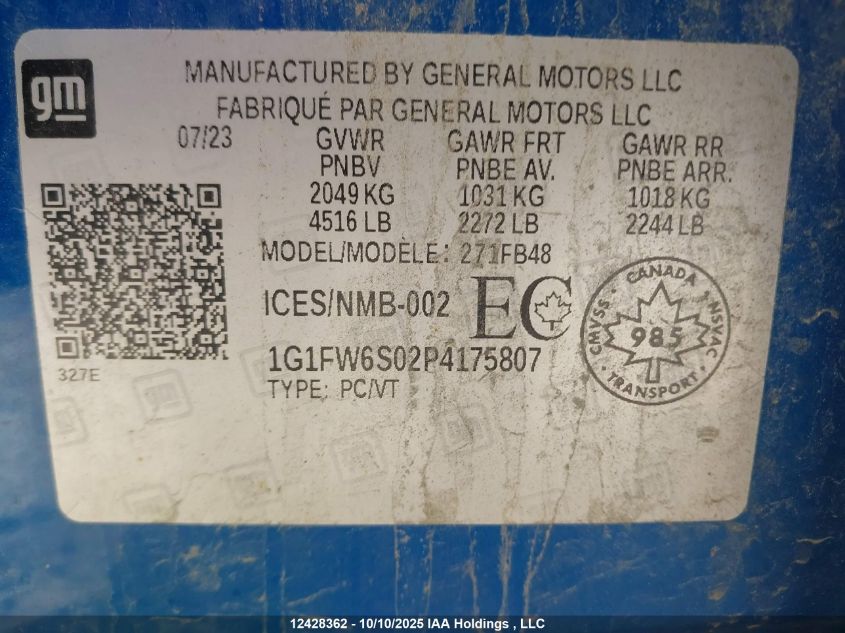 gm
MANUFACTURED BY GENERAL MOTORS LLC
FABRIQUÉ PAR GENERAL MOTORS LLC
07/23 GVWR GAWR FRT GAWR RR
PNBV PNBE AV. PNBE ARR.
2049 KG 1031 KG 1018 KG
4516 LB 2272 LB 2244 LB
MODEL/MODÈLE: 271FB48
ICES/NMB-002 EC
CANADA
CMVSS · NSVAC
985
TRANSPORT
1G1FW6S02P4175807
327E
TYPE: PC/VT
12428362 - 10/10/2025 IAA Holdings , LLC